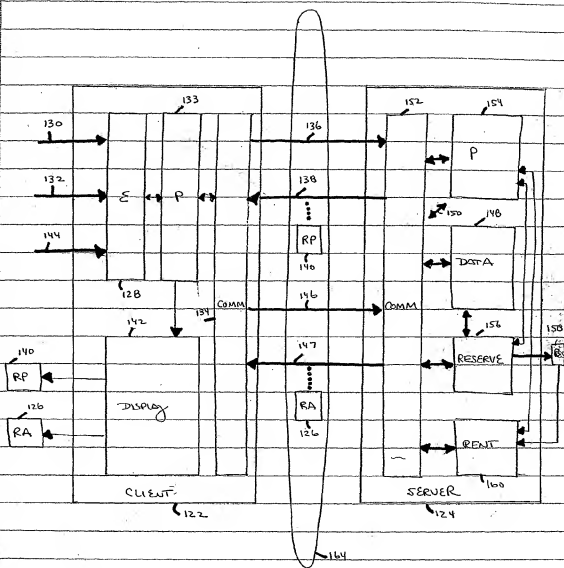 133
152
154
130
136
P
132
138
E
P
150
148
144
RP
DATA
140
128
146
COMM
COMM
142
134
156
158
147
RESERVE
140
RP
126
DISPLAY
RA
RA
126
RENT
160
CLIENT
SERVER
122
124
164